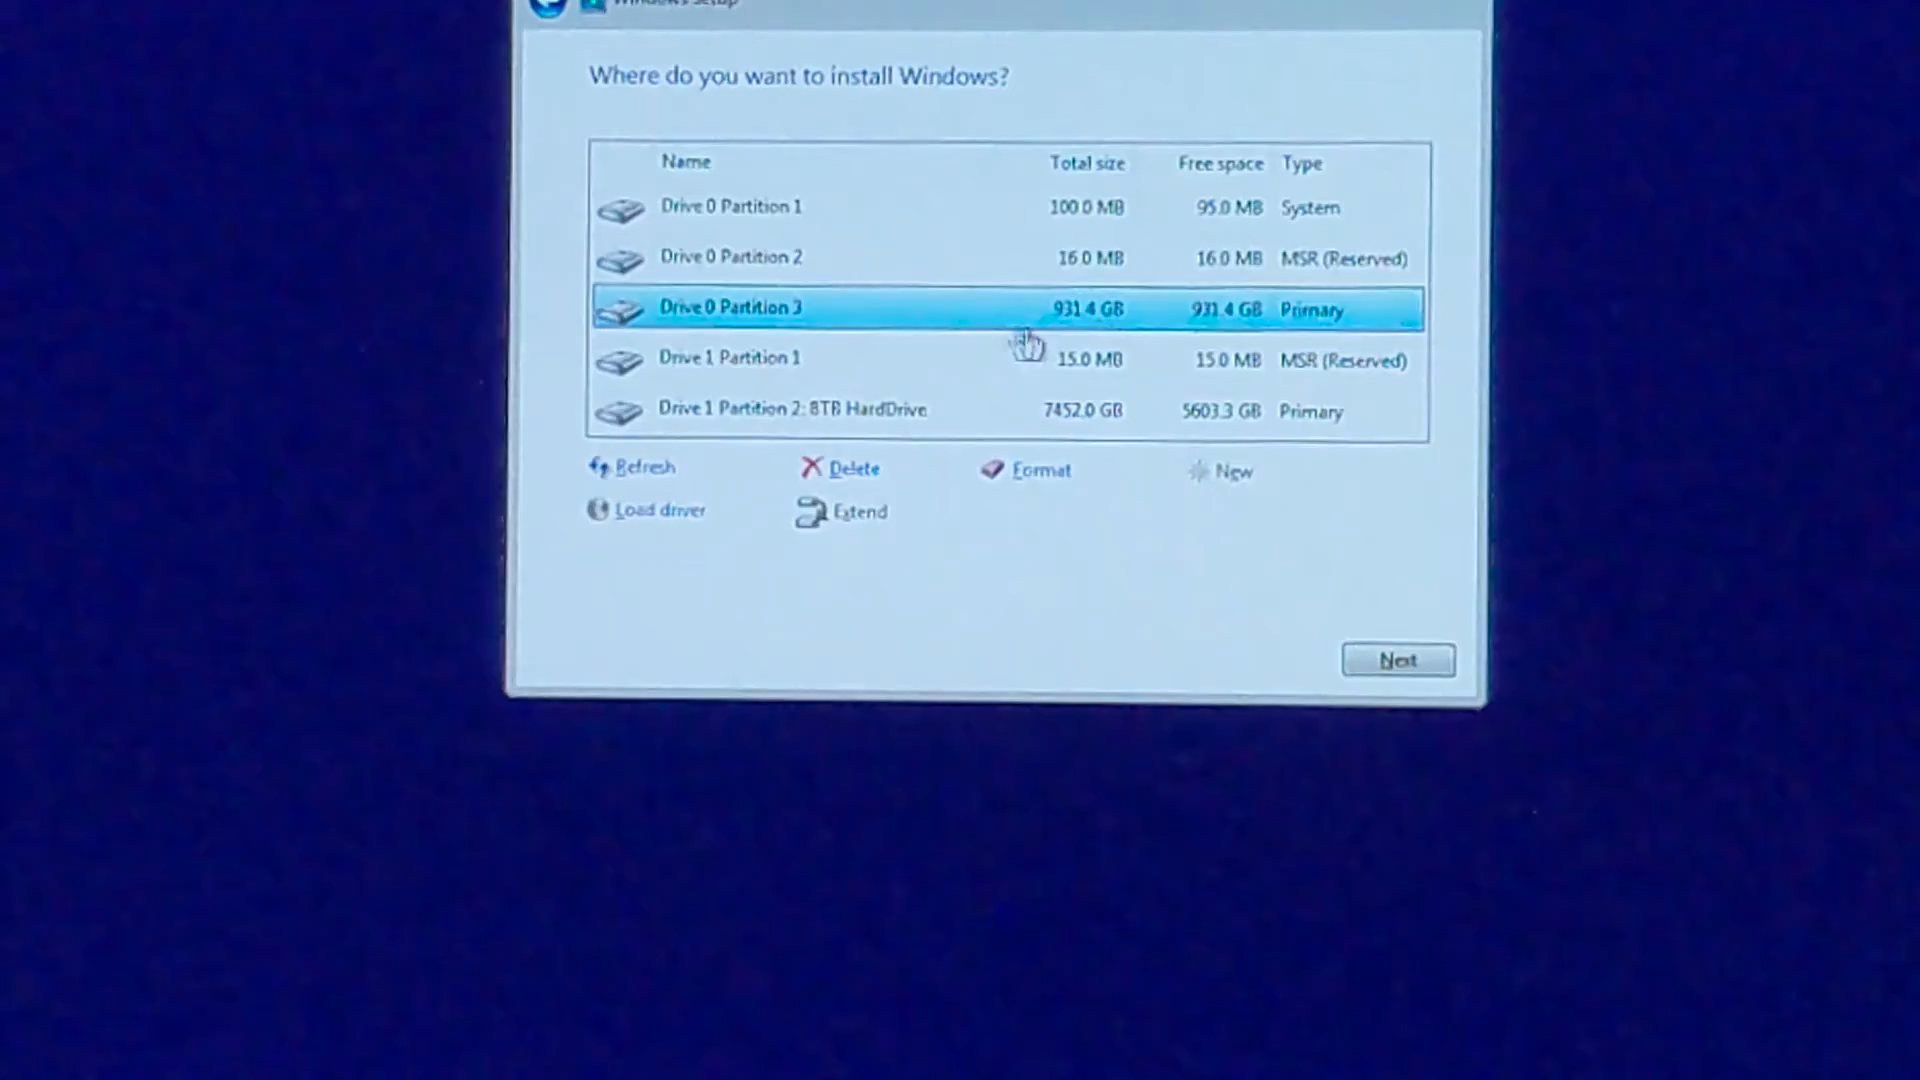 Windows Setup
Where do you want to install Windows?
Name Total size Free space Type
Drive 0 Partition 1 100.0 MB 95.0 MB System
Drive 0 Partition 2 16.0 MB 16.0 MB MSR (Reserved)
Drive 0 Partition 3 931.4 GB 931.4 GB Primary
Drive 1 Partition 1 15.0 MB 15.0 MB MSR (Reserved)
Drive 1 Partition 2: 8TB HardDrive 7452.0 GB 5603.3 GB Primary
Refresh Delete Format New
Load driver Extend
Next